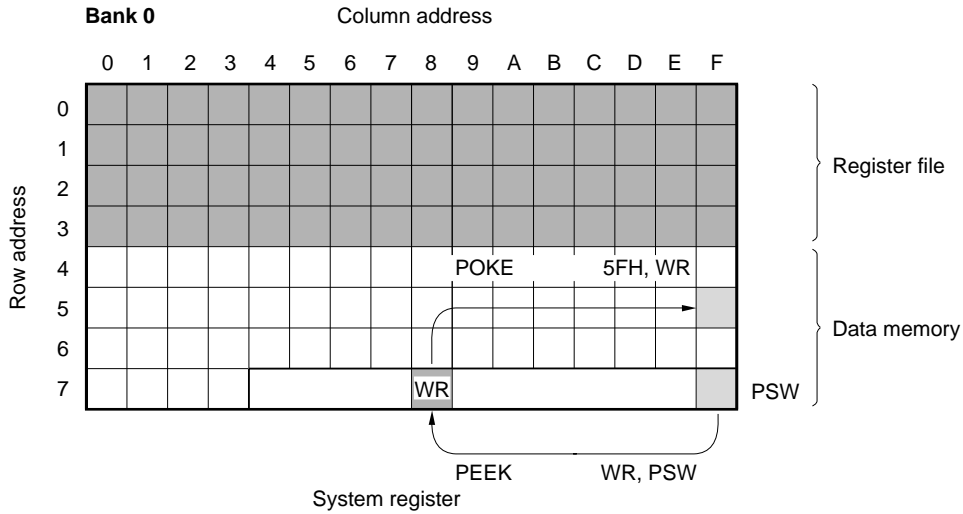 Bank 0 Column address
0 1 2 3 4 5 6 7 8 9 A B C D E F
0
1
2
3
4
5
6
7
Row address
Register file
POKE 5FH, WR
Data memory
WR
PSW
PEEK WR, PSW
System register